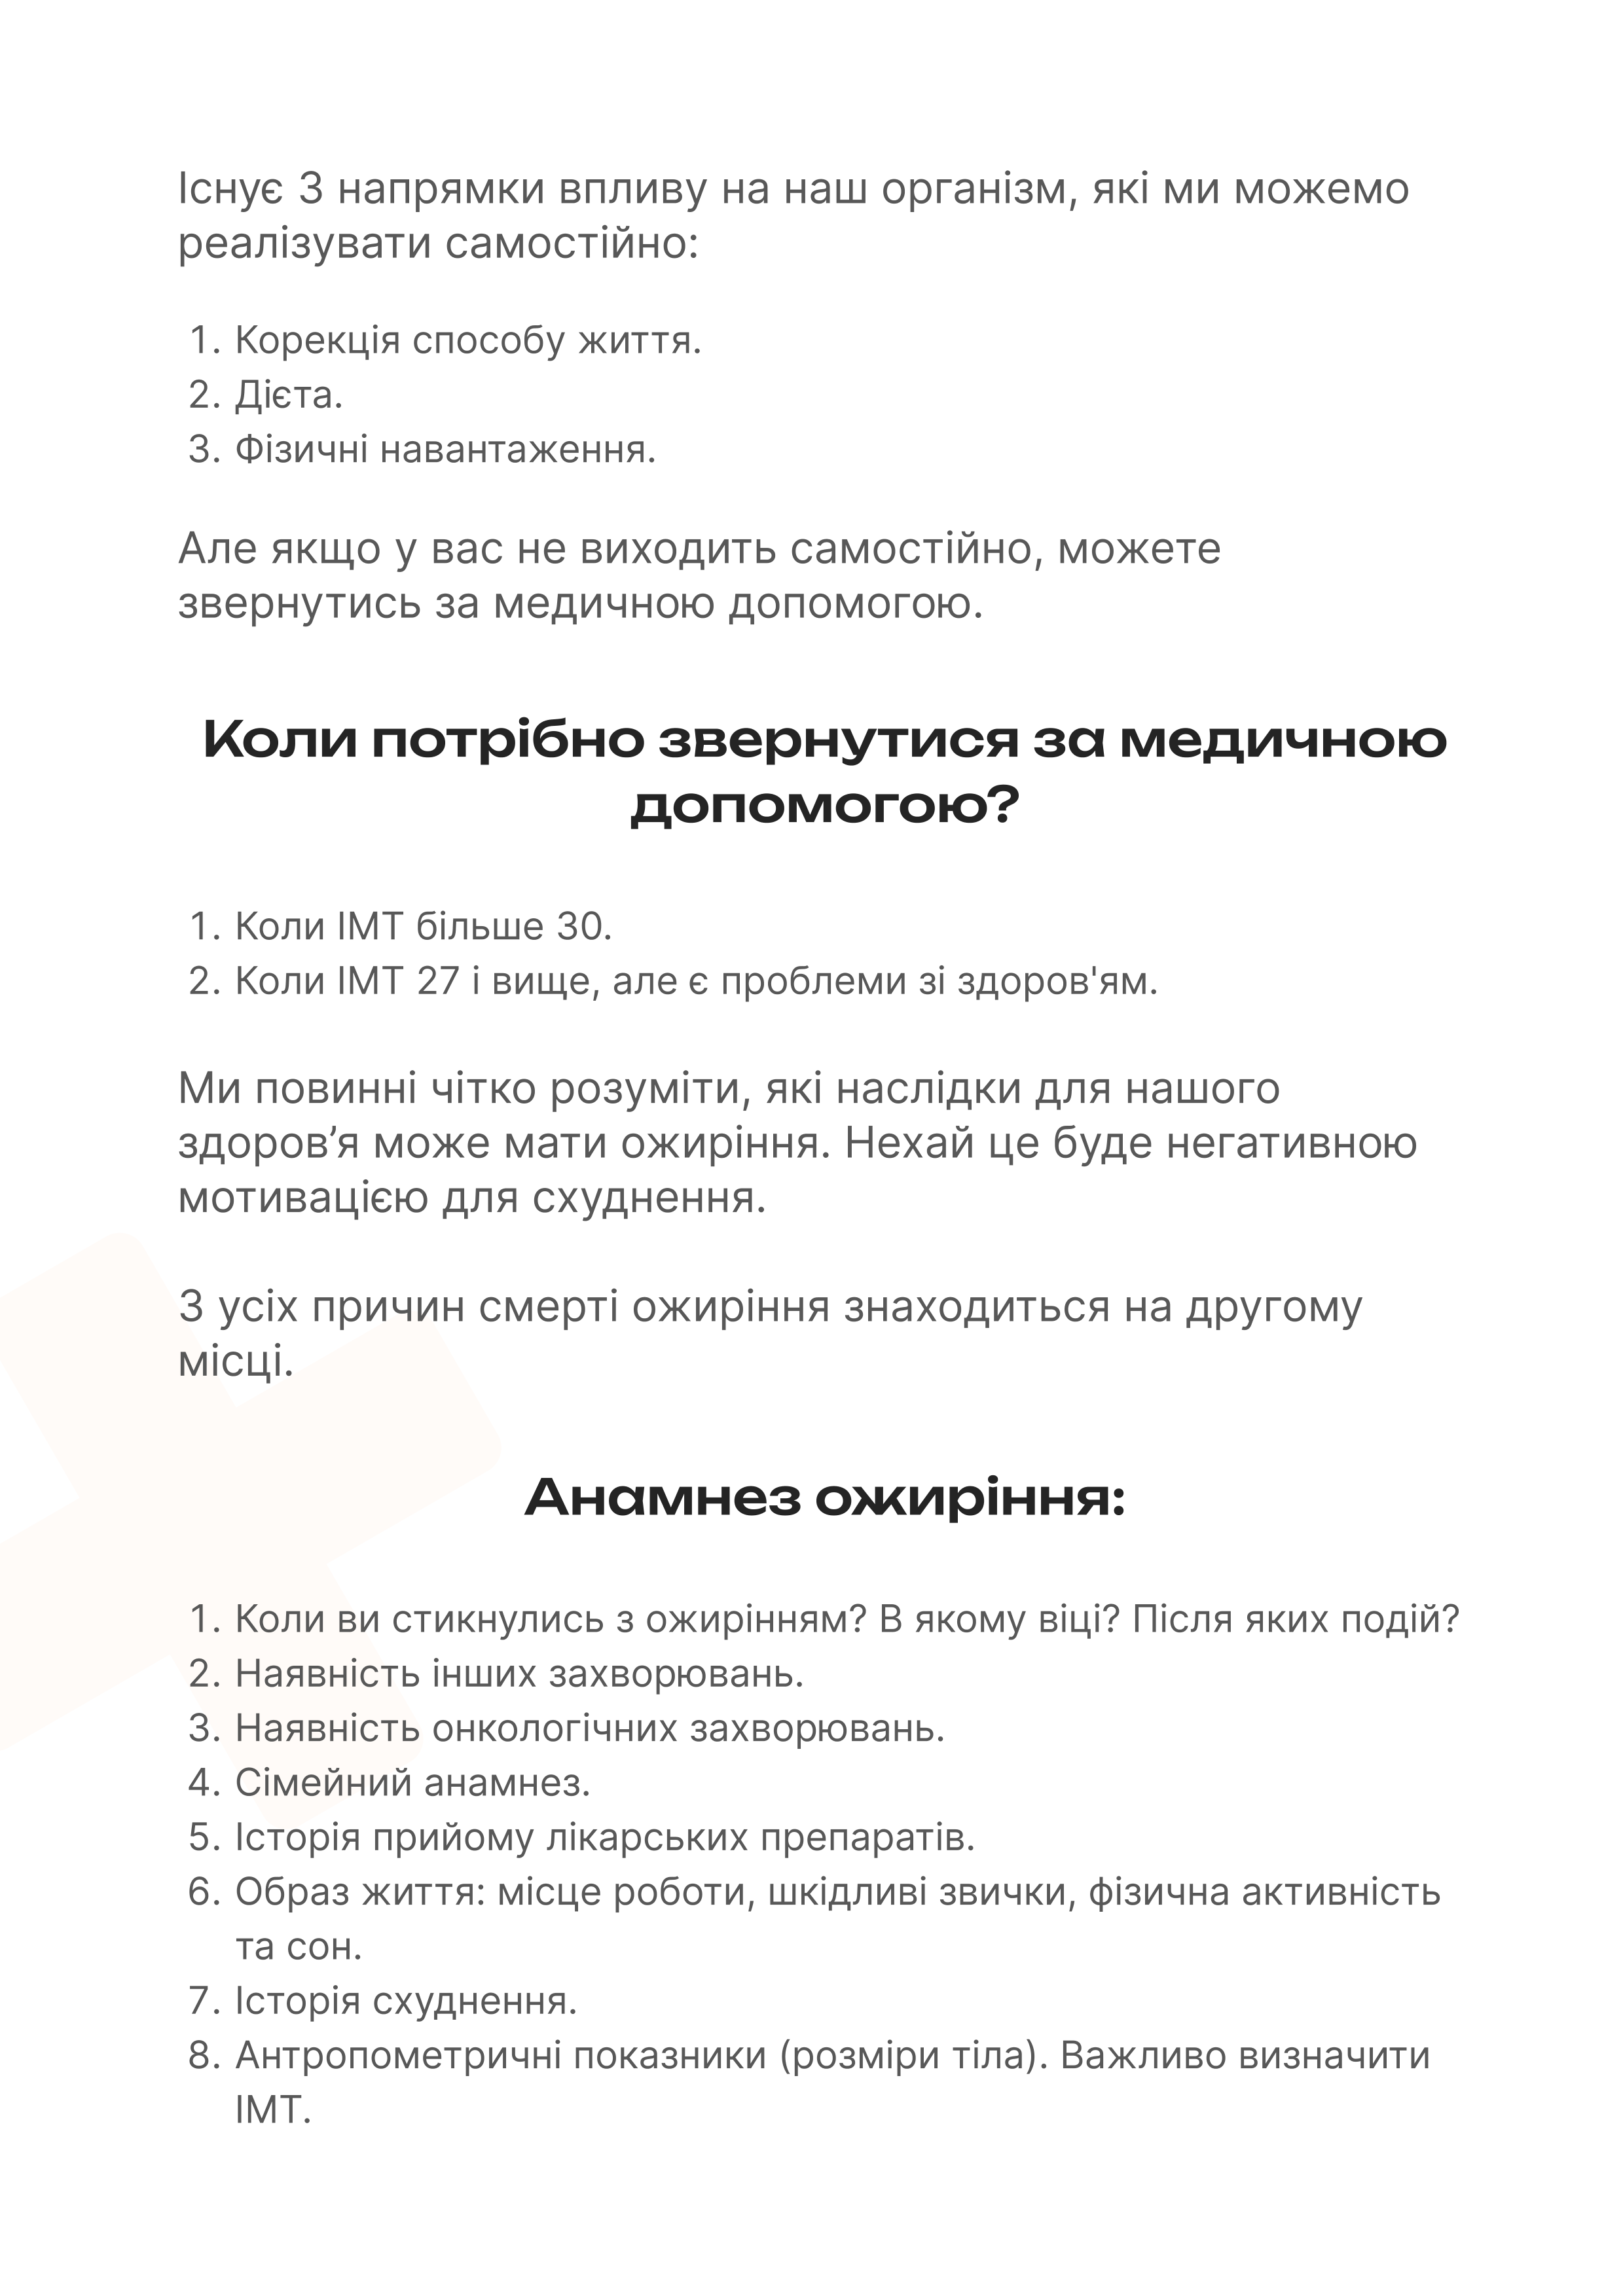 Існує 3 напрямки впливу на наш організм, які ми можемо
реалізувати самостійно:
1. Корекція способу життя.
2. Дієта.
3. Фізичні навантаження.
Але якщо у вас не виходить самостійно, можете
звернутись за медичною допомогою.
Коли потрібно звернутися за медичною
допомогою?
1. Коли ІМТ більше 30.
2. Коли ІМТ 27 і вище, але є проблеми зі здоров'ям.
Ми повинні чітко розуміти, які наслідки для нашого
здоров’я може мати ожиріння. Нехай це буде негативною
мотивацією для схуднення.
З усіх причин смерті ожиріння знаходиться на другому
місці.
Анамнез ожиріння:
1. Коли ви стикнулись з ожирінням? В якому віці? Після яких подій?
2. Наявність інших захворювань.
3. Наявність онкологічних захворювань.
4. Сімейний анамнез.
5. Історія прийому лікарських препаратів.
6. Образ життя: місце роботи, шкідливі звички, фізична активність
та сон.
7. Історія схуднення.
8. Антропометричні показники (розміри тіла). Важливо визначити
ІМТ.